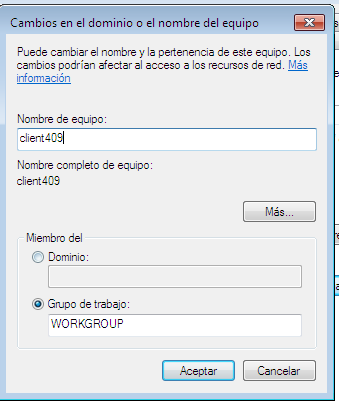 Cambios en el dominio o el nombre del equipo
Puede cambiar el nombre y la pertenencia de este equipo. Los
cambios podrían afectar al acceso a los recursos de red. Más
información
Nombre de equipo:
client409
Nombre completo de equipo:
client409
Más...
Miembro del
Dominio:
Grupo de trabajo:
WORKGROUP
Aceptar
Cancelar